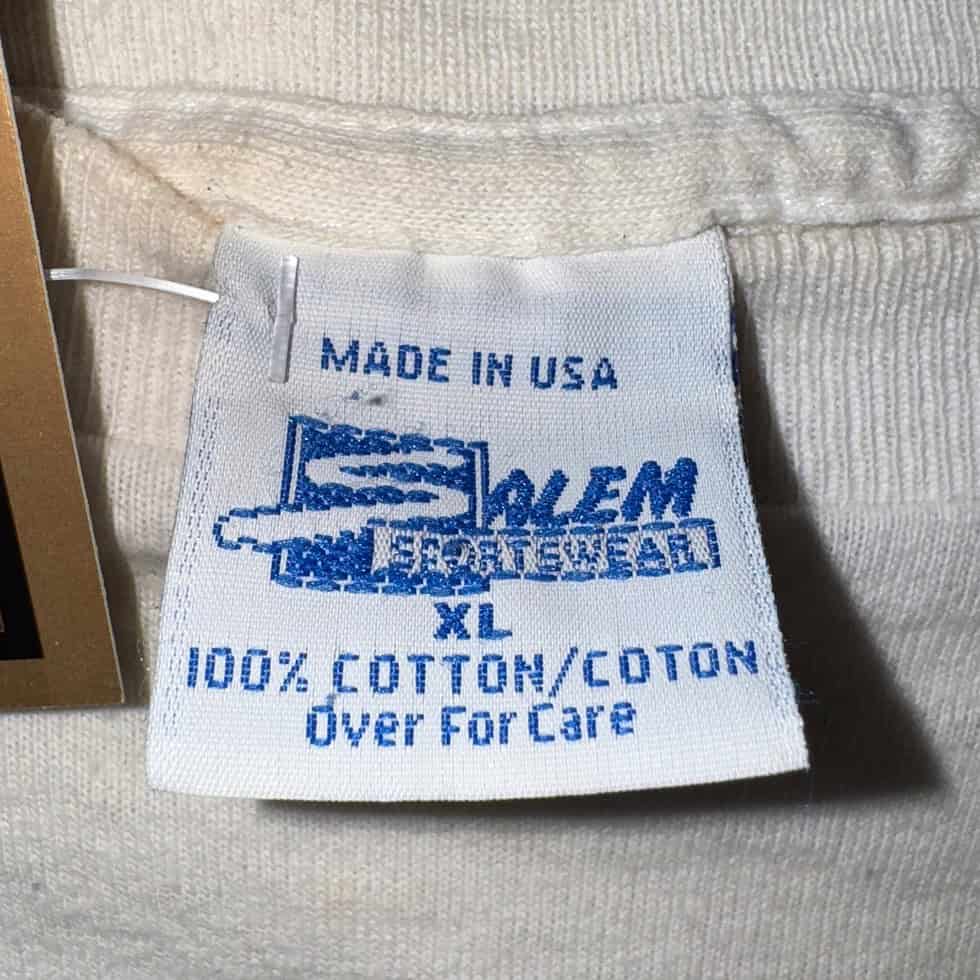 MADE IN USA
SALEM
SPORTSWEAR
XL
100% COTTON/COTON
Over For Care